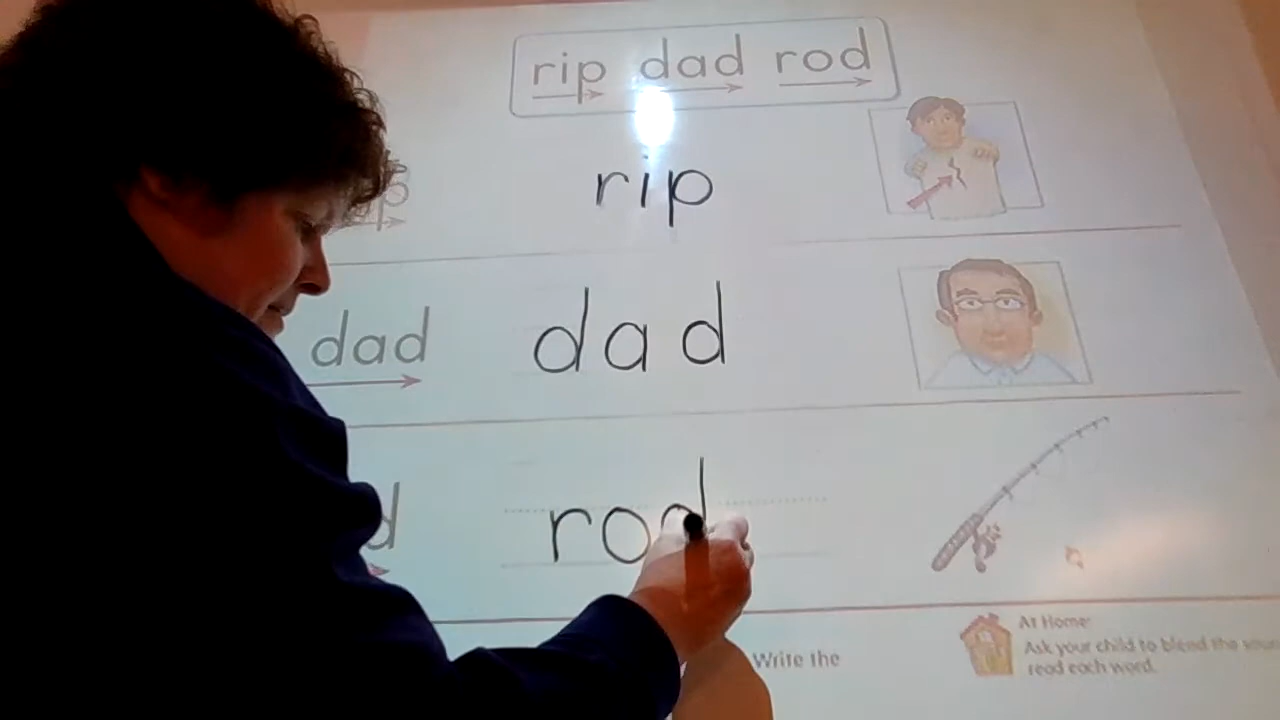 rip dad rod
rip
dad dad
rod
Write the
At Home
Ask your child to blend the
read each word.